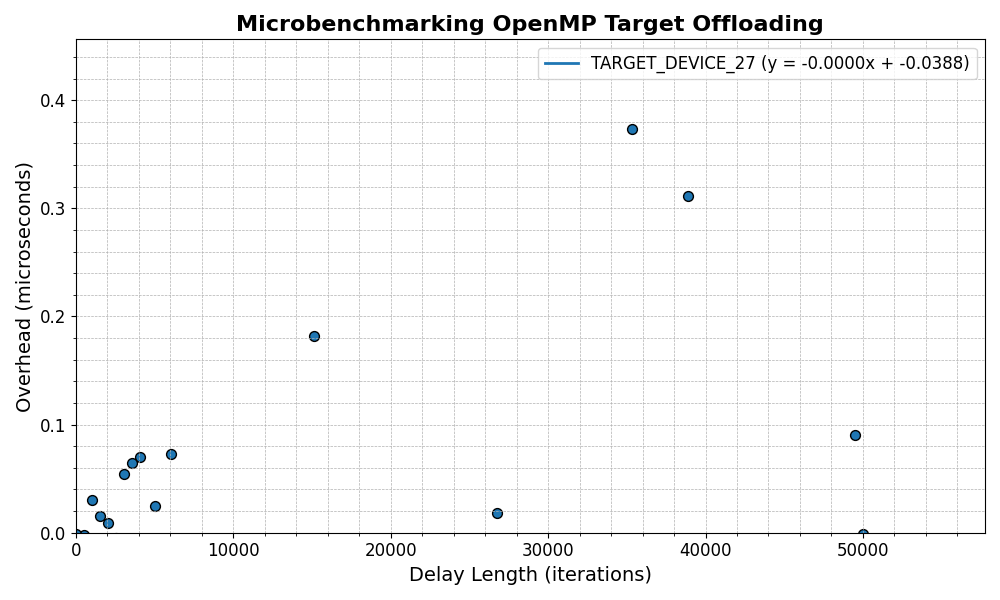 Microbenchmarking OpenMP Target Offloading
TARGET_DEVICE_27 (y = -0.0000x + -0.0388)
Overhead (microseconds)
0.4
0.3
0.2
0.1
0.0
0 10000 20000 30000 40000 50000
Delay Length (iterations)